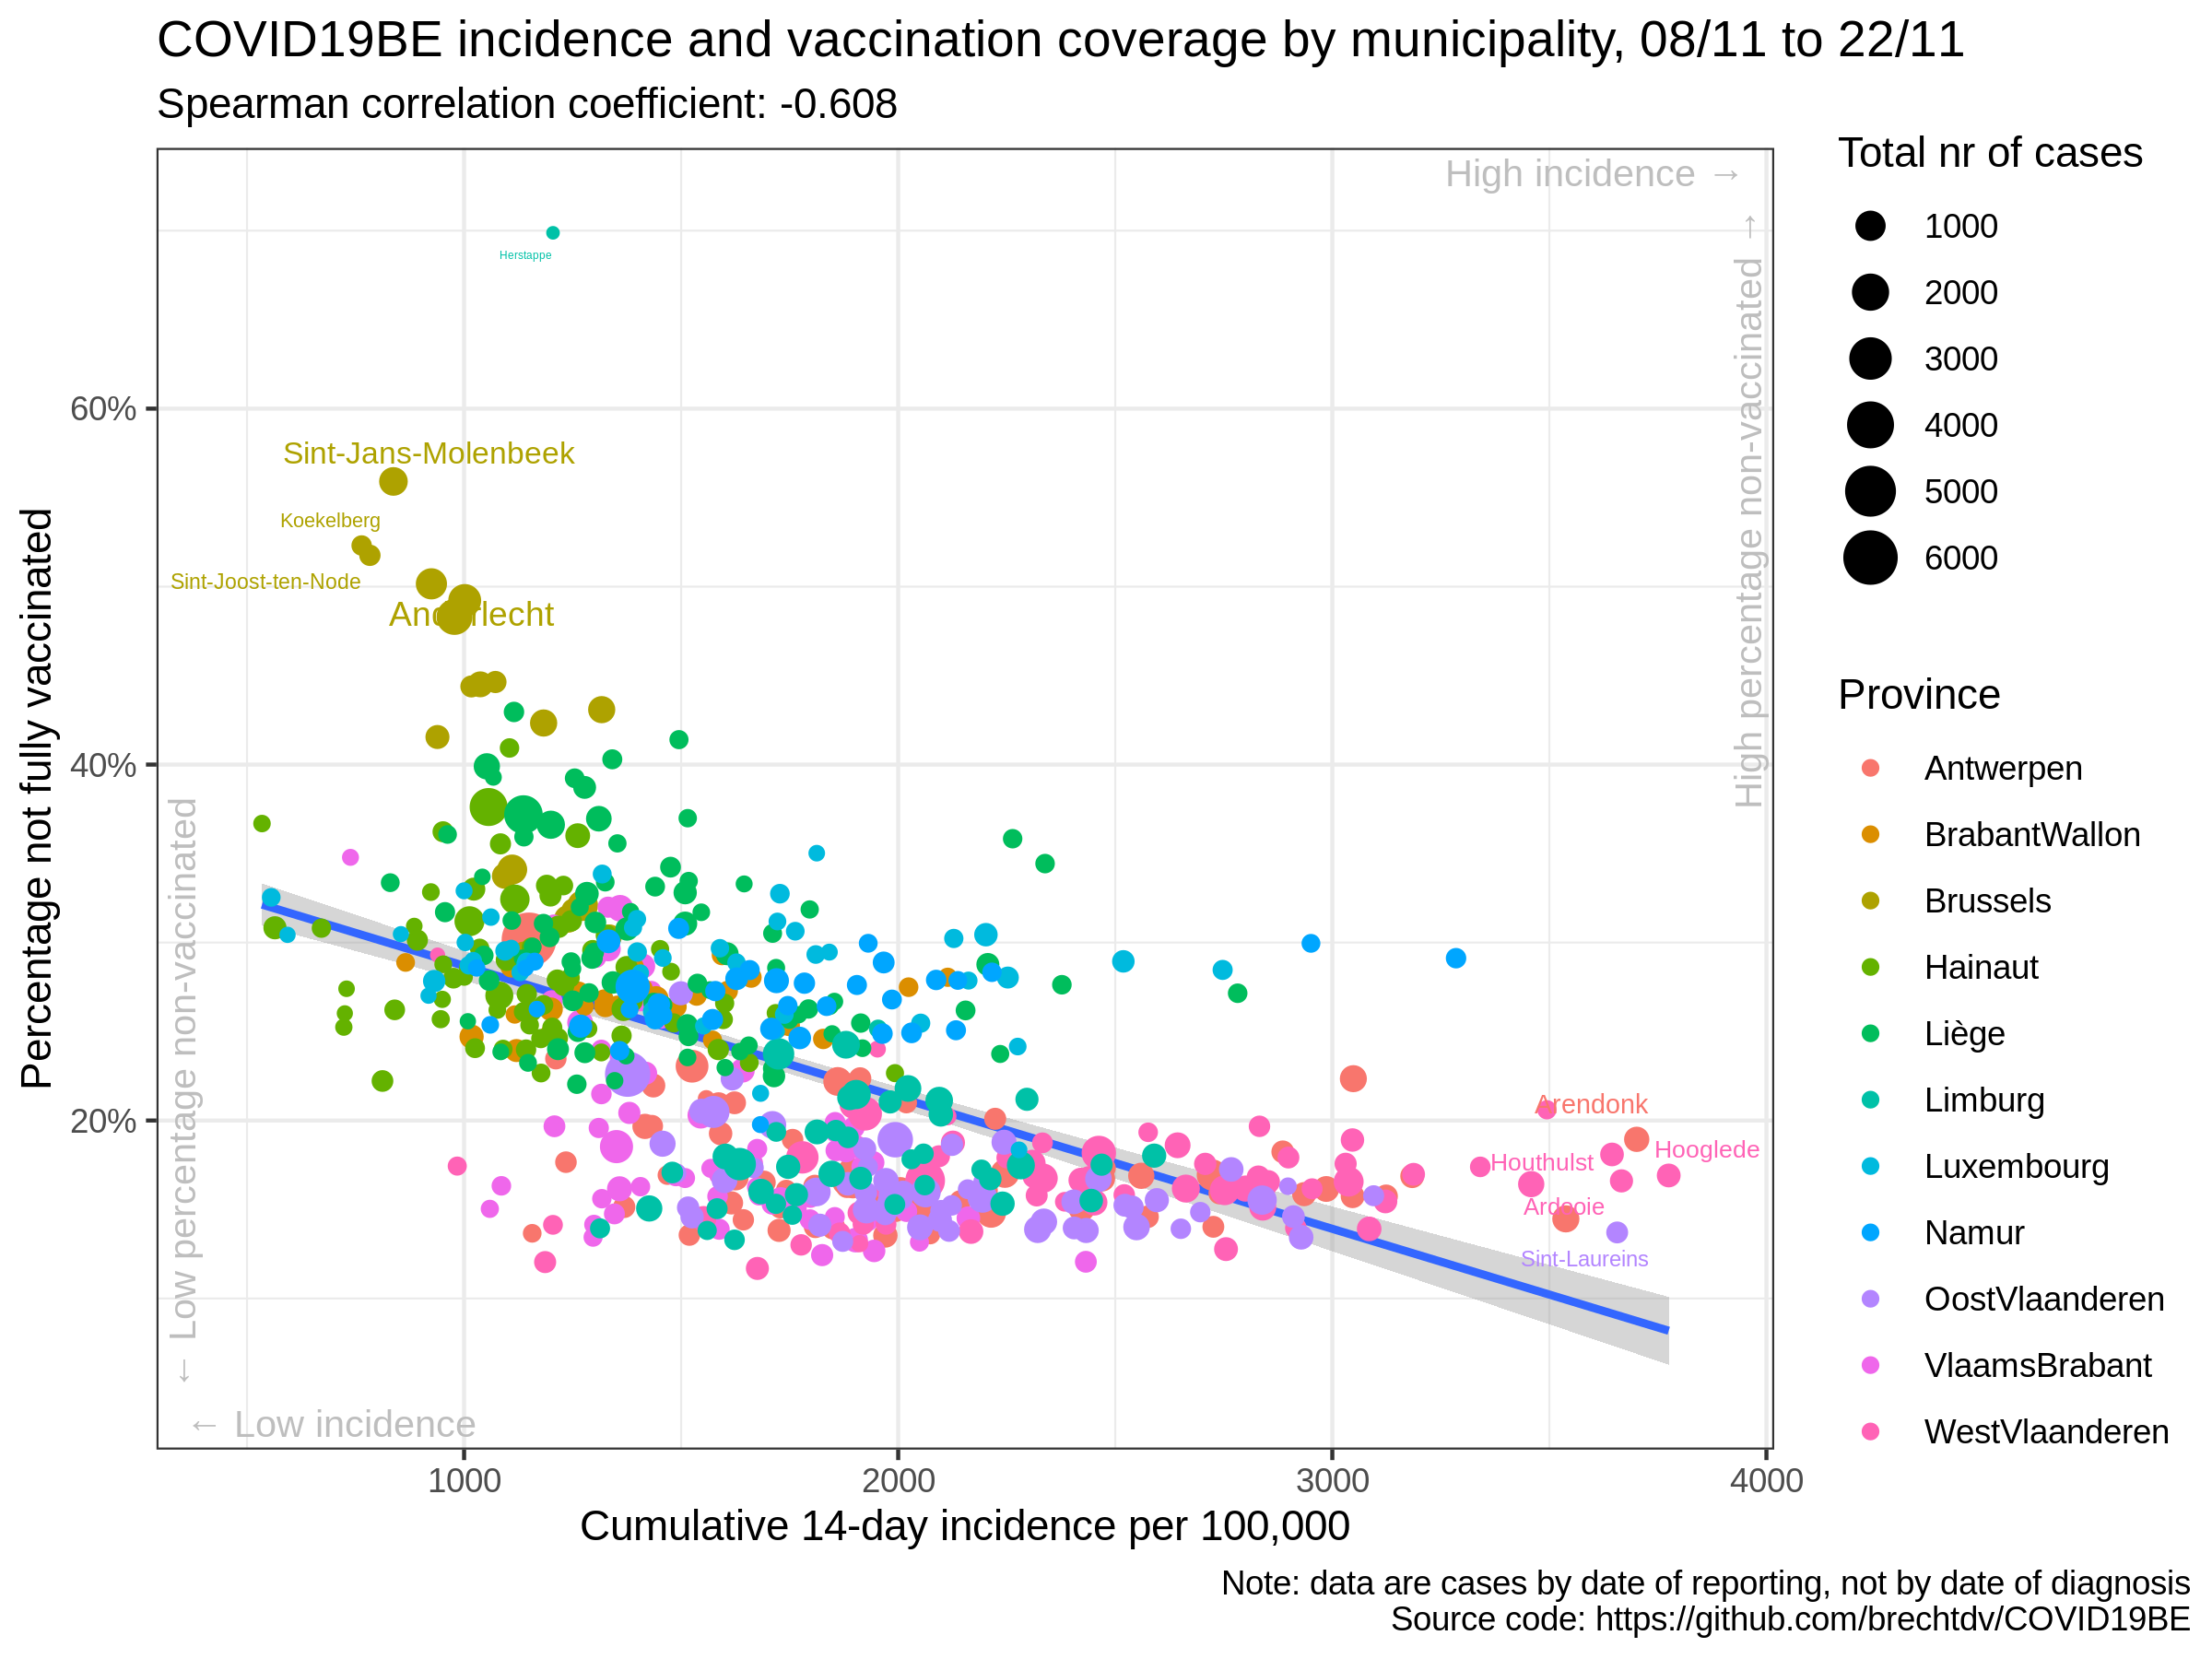 COVID19BE incidence and vaccination coverage by municipality, 08/11 to 22/11
Spearman correlation coefficient: -0.608
High incidence →
High percentage non-vaccinated →
← Low percentage non-vaccinated
← Low incidence
Percentage not fully vaccinated
60%
40%
20%
Herstappe
Sint-Jans-Molenbeek
Koekelberg
Sint-Joost-ten-Node
Anderlecht
Arendonk
Hooglede
Houthulst
Ardooie
Sint-Laureins
1000
2000
3000
4000
Cumulative 14-day incidence per 100,000
Total nr of cases
1000
2000
3000
4000
5000
6000
Province
Antwerpen
BrabantWallon
Brussels
Hainaut
Liège
Limburg
Luxembourg
Namur
OostVlaanderen
VlaamsBrabant
WestVlaanderen
Note: data are cases by date of reporting, not by date of diagnosis
Source code: https://github.com/brechtdv/COVID19BE